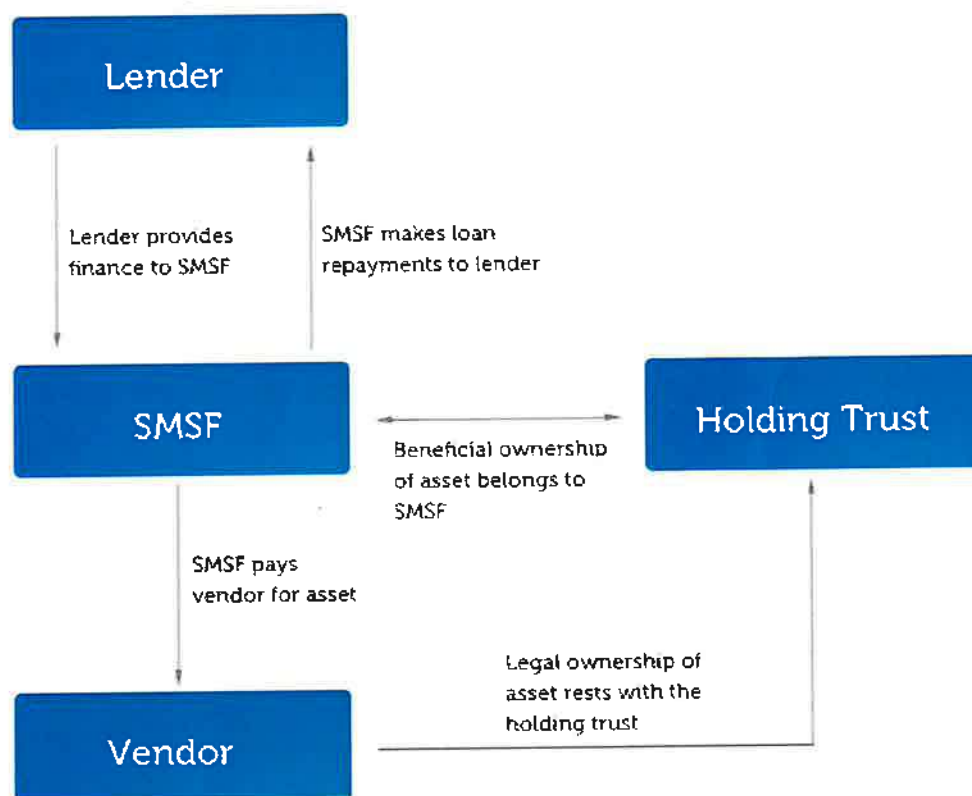 Lender
Lender provides
finance to SMSF
SMSF makes loan
repayments to lender
SMSF
Holding Trust
Beneficial ownership
of asset belongs to
SMSF
SMSF pays
vendor for asset
Legal ownership of
asset rests with the
holding trust
Vendor